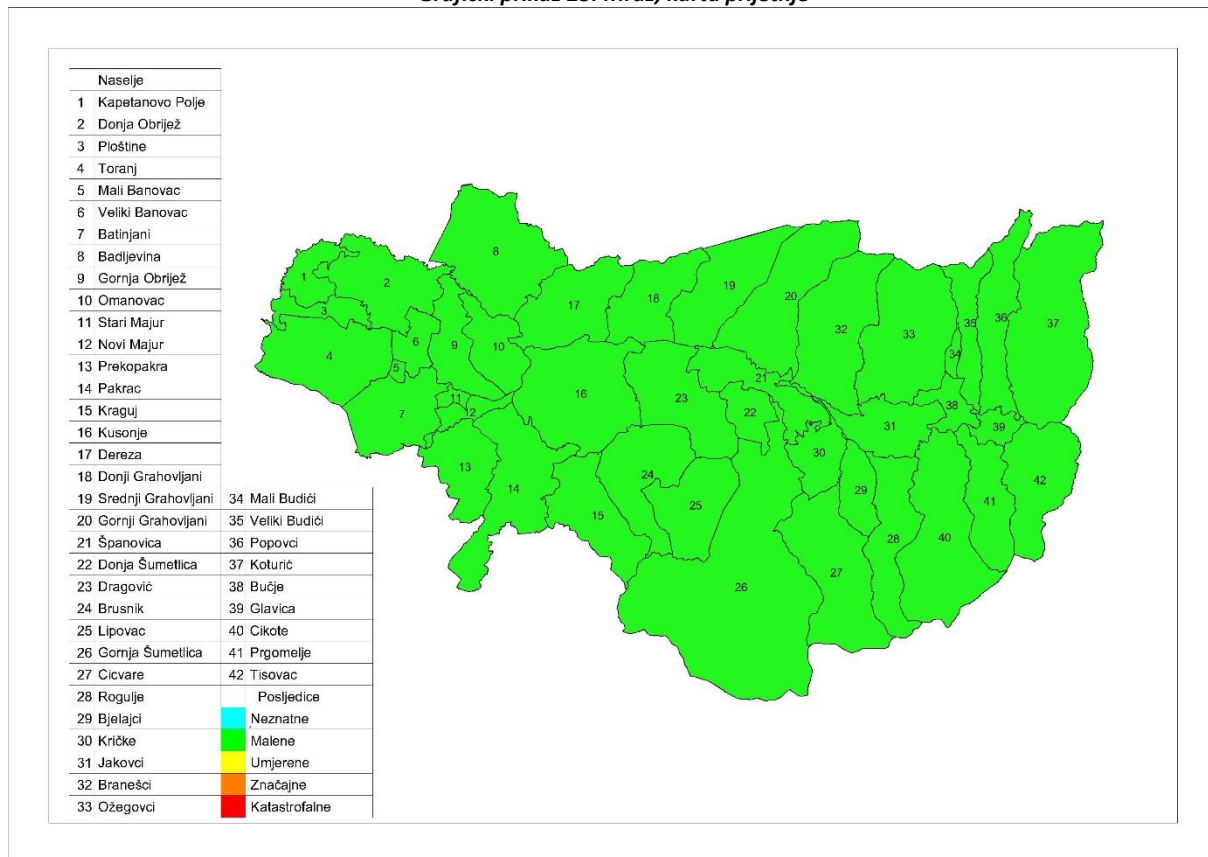 Grafički prikaz Mraz, karta prijetnje
Naselje
1 Kapetanovo Polje
2 Donja Obrijež
3 Ploštine
4 Toranj
5 Mali Banovac
6 Veliki Banovac
7 Batinjani
8 Badljevina
9 Gornja Obrijež
10 Omanovac
11 Stari Majur
12 Novi Majur
13 Prekopakra
14 Pakrac
15 Kraguj
16 Kusonje
17 Dereza
18 Donji Grahovljani
19 Srednji Grahovljani
20 Gornji Grahovljani
21 Španovica
22 Donja Šumetlica
23 Dragović
24 Brusnik
25 Lipovac
26 Gornja Šumetlica
27 Cicvare
28 Rogulje
29 Bjelajci
30 Kričke
31 Jakovci
32 Branešci
33 Ožegovci
34 Mali Budići
35 Veliki Budići
36 Popovci
37 Koturić
38 Bučje
39 Glavica
40 Cikote
41 Prgomelje
42 Tisovac
Posljedice
Neznatne
Malene
Umjerene
Značajne
Katastrofalne
8
1
2
3
4
5
6
9
10
17
18
19
20
32
33
34
35
36
37
7
11
12
16
23
21
22
31
38
39
13
14
15
24
25
30
29
28
40
41
42
26
27